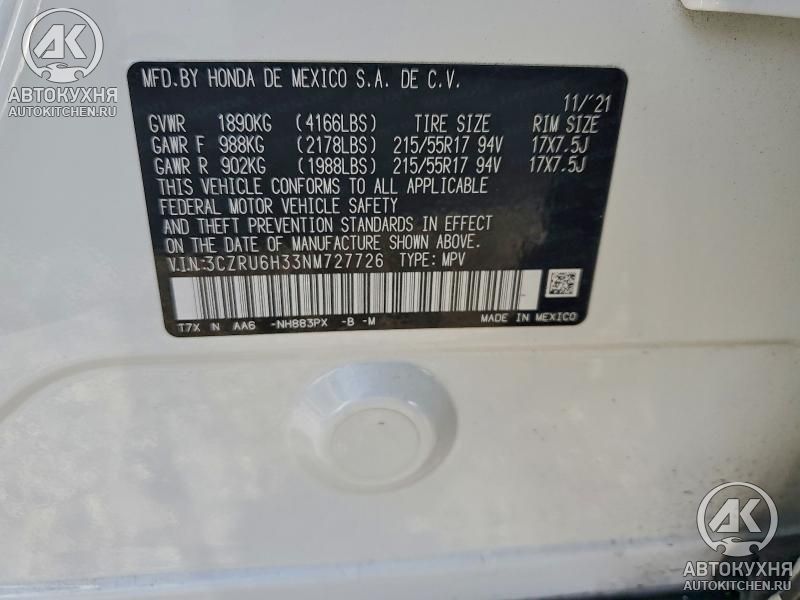 AK
АВТОКУХНЯ
AUTOKITCHEN.RU
MFD.BY HONDA DE MEXICO S.A. DE C.V.
11/'21
GVWR 1890KG (4166LBS) TIRE SIZE RIM SIZE
GAWR F 988KG (2178LBS) 215/55R17 94V 17X7.5J
GAWR R 902KG (1988LBS) 215/55R17 94V 17X7.5J
THIS VEHICLE CONFORMS TO ALL APPLICABLE
FEDERAL MOTOR VEHICLE SAFETY
AND THEFT PREVENTION STANDARDS IN EFFECT
ON THE DATE OF MANUFACTURE SHOWN ABOVE.
V.I.N:3CZRU6H33NM727726 TYPE: MPV
T7X N AA6 -NH883PX -B -M MADE IN MEXICO
AK
АВТОКУХНЯ
AUTOKITCHEN.RU